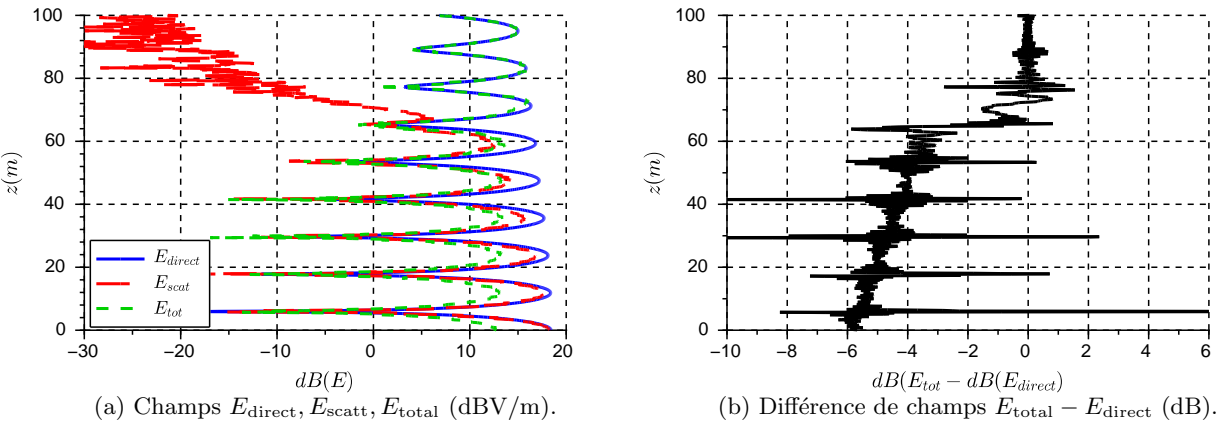 100
80
60
40
20
0
z(m)
E_direct
E_scat
E_tot
−30 −20 −10 0 10 20
dB(E)
(a) Champs E_direct, E_scatt, E_total (dBV/m).
100
80
60
40
20
0
z(m)
−10 −8 −6 −4 −2 0 2 4 6
dB(E_tot − dB(E_direct)
(b) Différence de champs E_total − E_direct (dB).